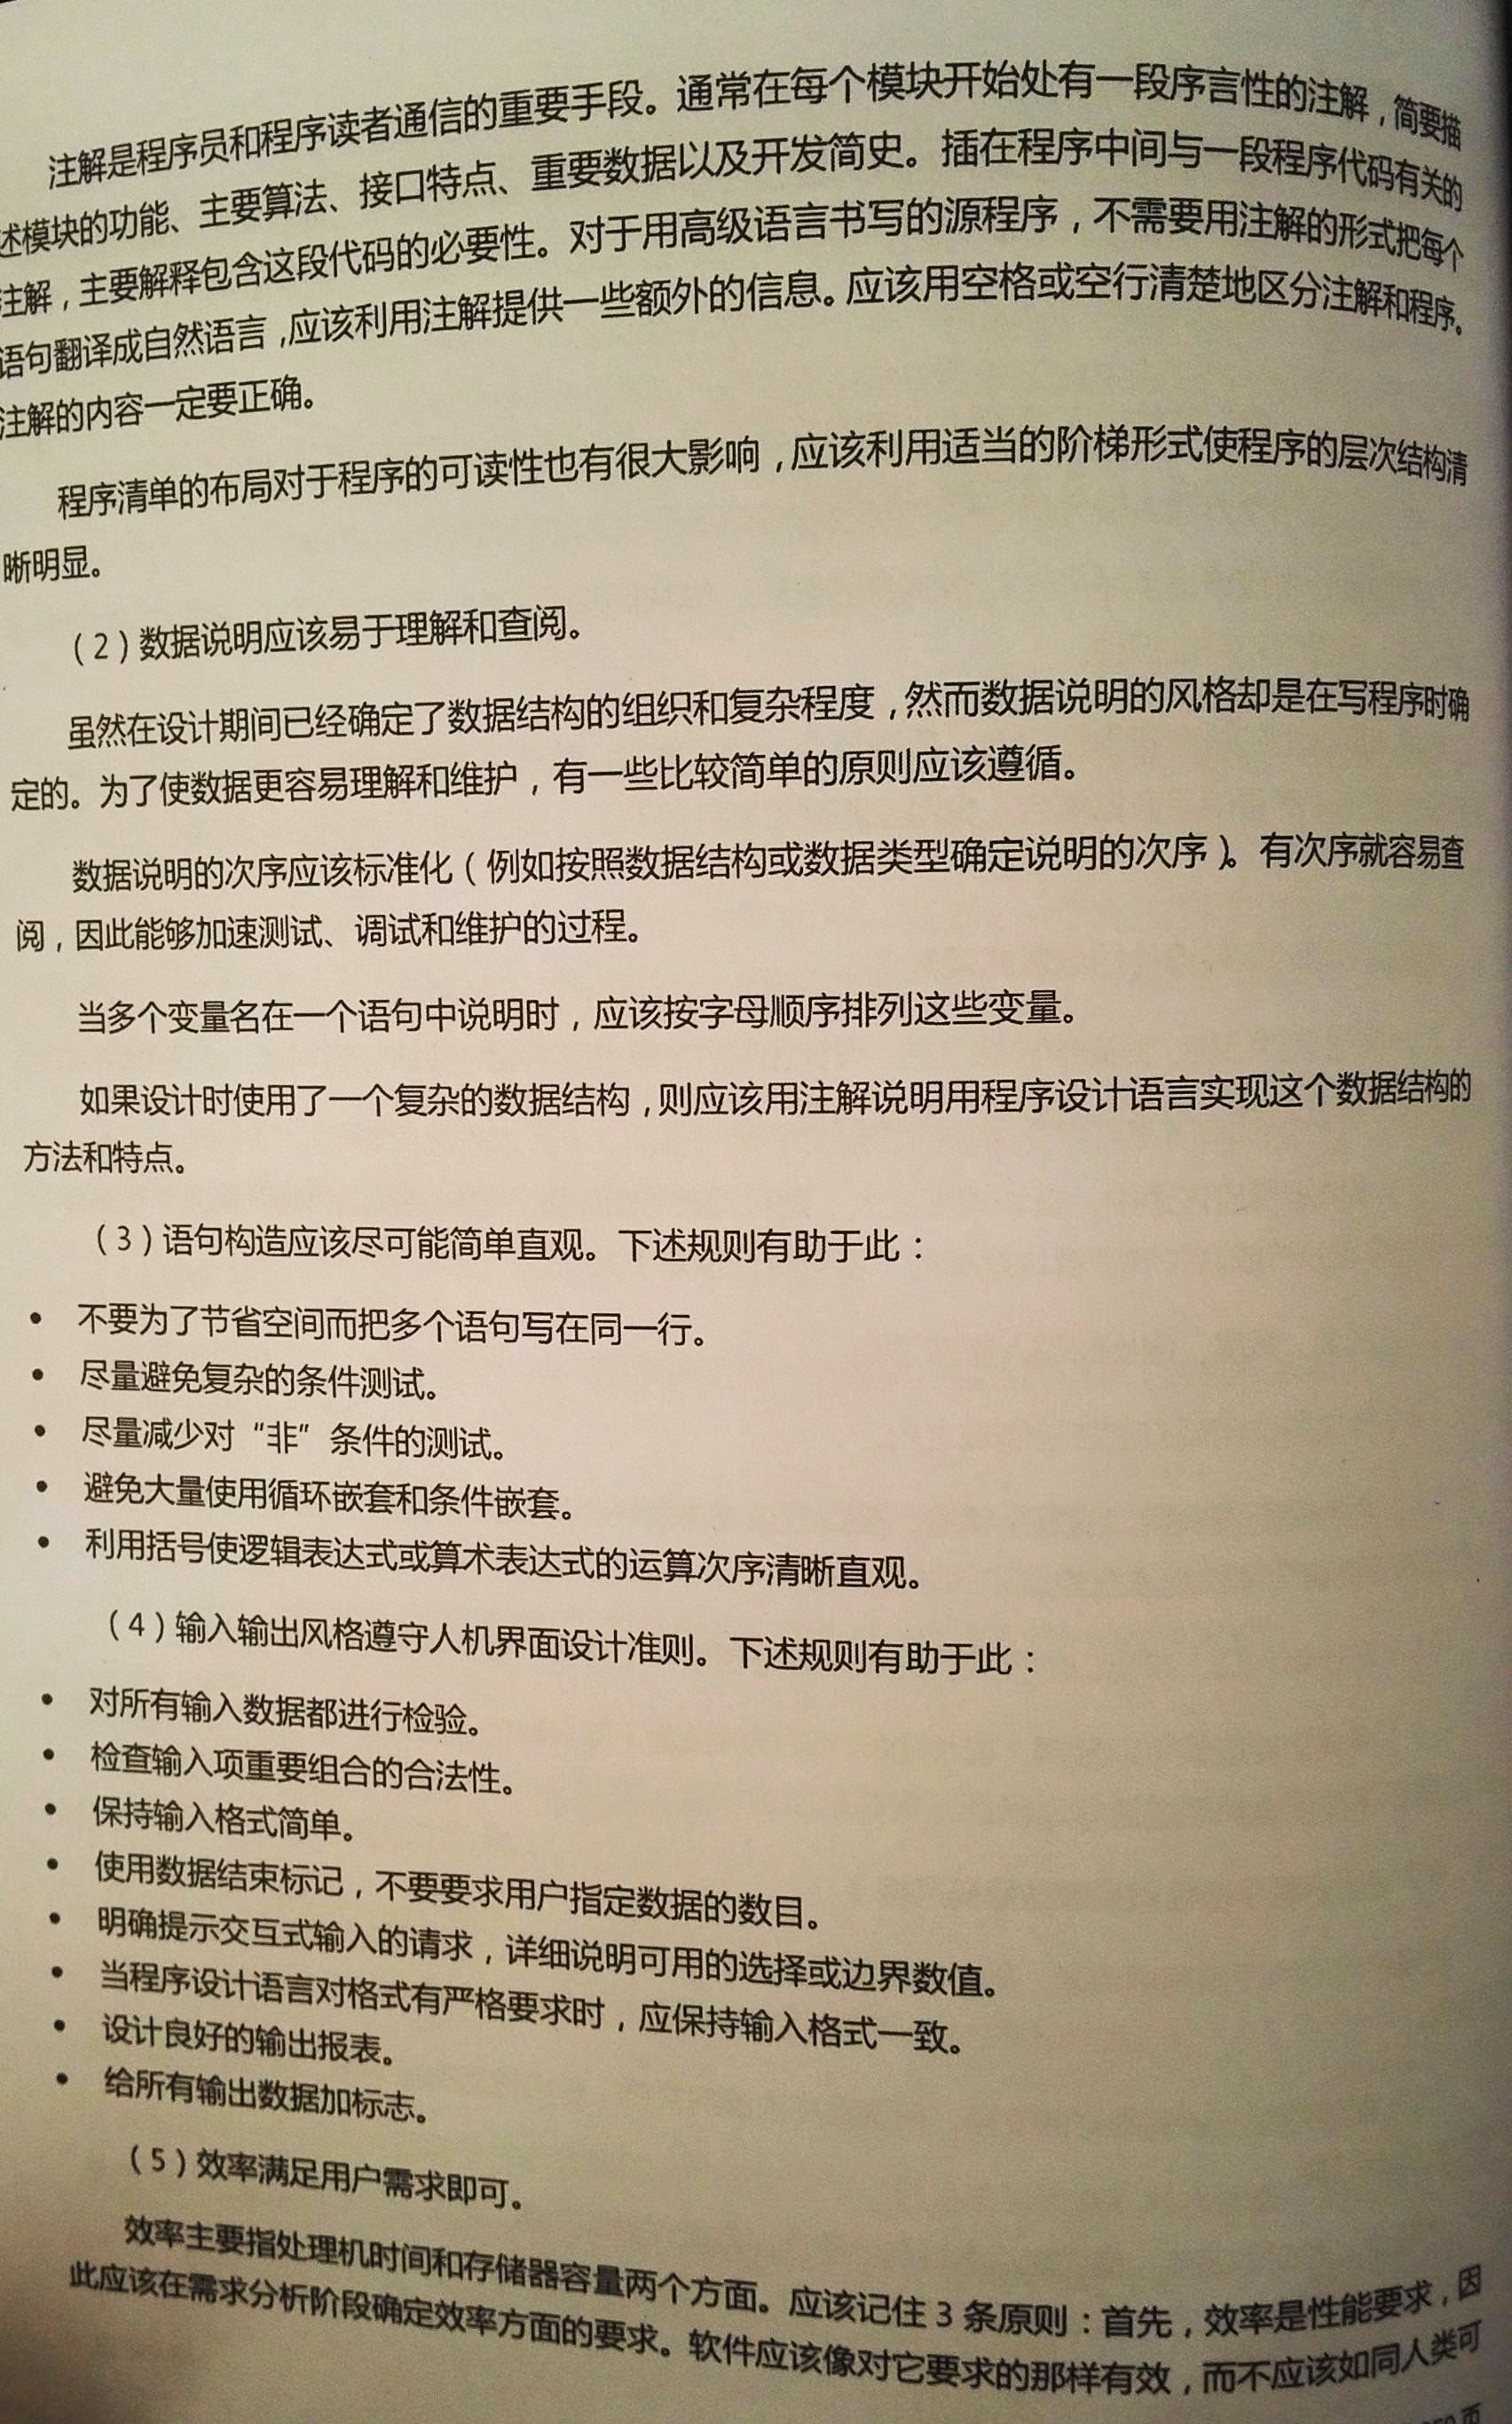 注解是程序员和程序读者通信的重要手段。通常在每个模块开始处有一段序言性的注解，简要描
述模块的功能、主要算法、接口特点、重要数据以及开发简史。插在程序中间与一段程序代码有关的
注解，主要解释包含这段代码的必要性。对于用高级语言书写的源程序，不需要用注解的形式把每个
语句翻译成自然语言，应该利用注解提供一些额外的信息。应该用空格或空行清楚地区分注解和程序。
注解的内容一定要正确。
程序清单的布局对于程序的可读性也有很大影响，应该利用适当的阶梯形式使程序的层次结构清
晰明显。
（2）数据说明应该易于理解和查阅。
虽然在设计期间已经确定了数据结构的组织和复杂程度，然而数据说明的风格却是在写程序时确
定的。为了使数据更容易理解和维护，有一些比较简单的原则应该遵循。
数据说明的次序应该标准化（例如按照数据结构或数据类型确定说明的次序）。有次序就容易查
阅，因此能够加速测试、调试和维护的过程。
当多个变量名在一个语句中说明时，应该按字母顺序排列这些变量。
如果设计时使用了一个复杂的数据结构，则应该用注解说明用程序设计语言实现这个数据结构的
方法和特点。
（3）语句构造应该尽可能简单直观。下述规则有助于此：
• 不要为了节省空间而把多个语句写在同一行。
• 尽量避免复杂的条件测试。
• 尽量减少对“非”条件的测试。
• 避免大量使用循环嵌套和条件嵌套。
• 利用括号使逻辑表达式或算术表达式的运算次序清晰直观。
（4）输入输出风格遵守人机界面设计准则。下述规则有助于此：
• 对所有输入数据都进行检验。
• 检查输入项重要组合的合法性。
• 保持输入格式简单。
• 使用数据结束标记，不要要求用户指定数据的数目。
• 明确提示交互式输入的请求，详细说明可用的选择或边界数值。
• 当程序设计语言对格式有严格要求时，应保持输入格式一致。
• 设计良好的输出报表。
• 给所有输出数据加标志。
（5）效率满足用户需求即可。
效率主要指处理机时间和存储器容量两个方面。应该记住3条原则：首先，效率是性能要求，因
此应该在需求分析阶段确定效率方面的要求。软件应该像对它要求的那样有效，而不应该如同人类可
页